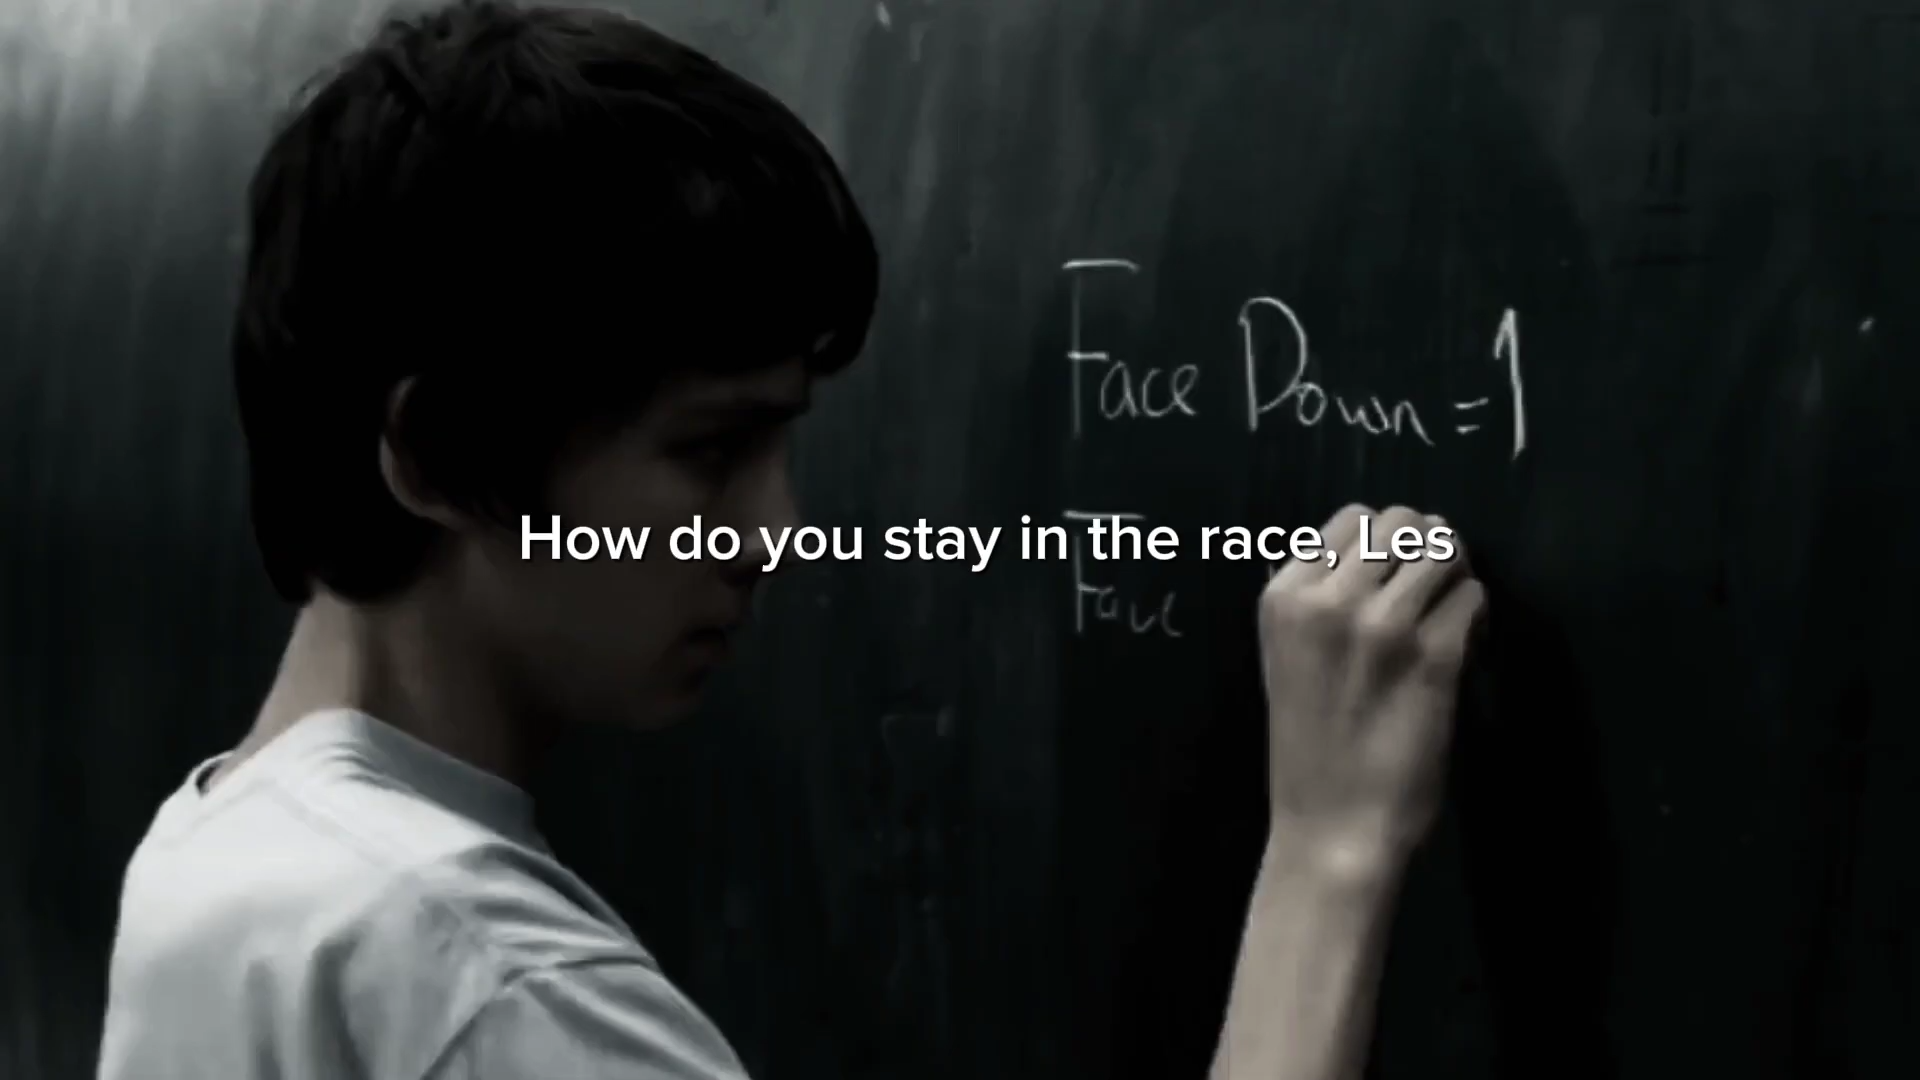 Face Down = 1
How do you stay in the race, Les
Face